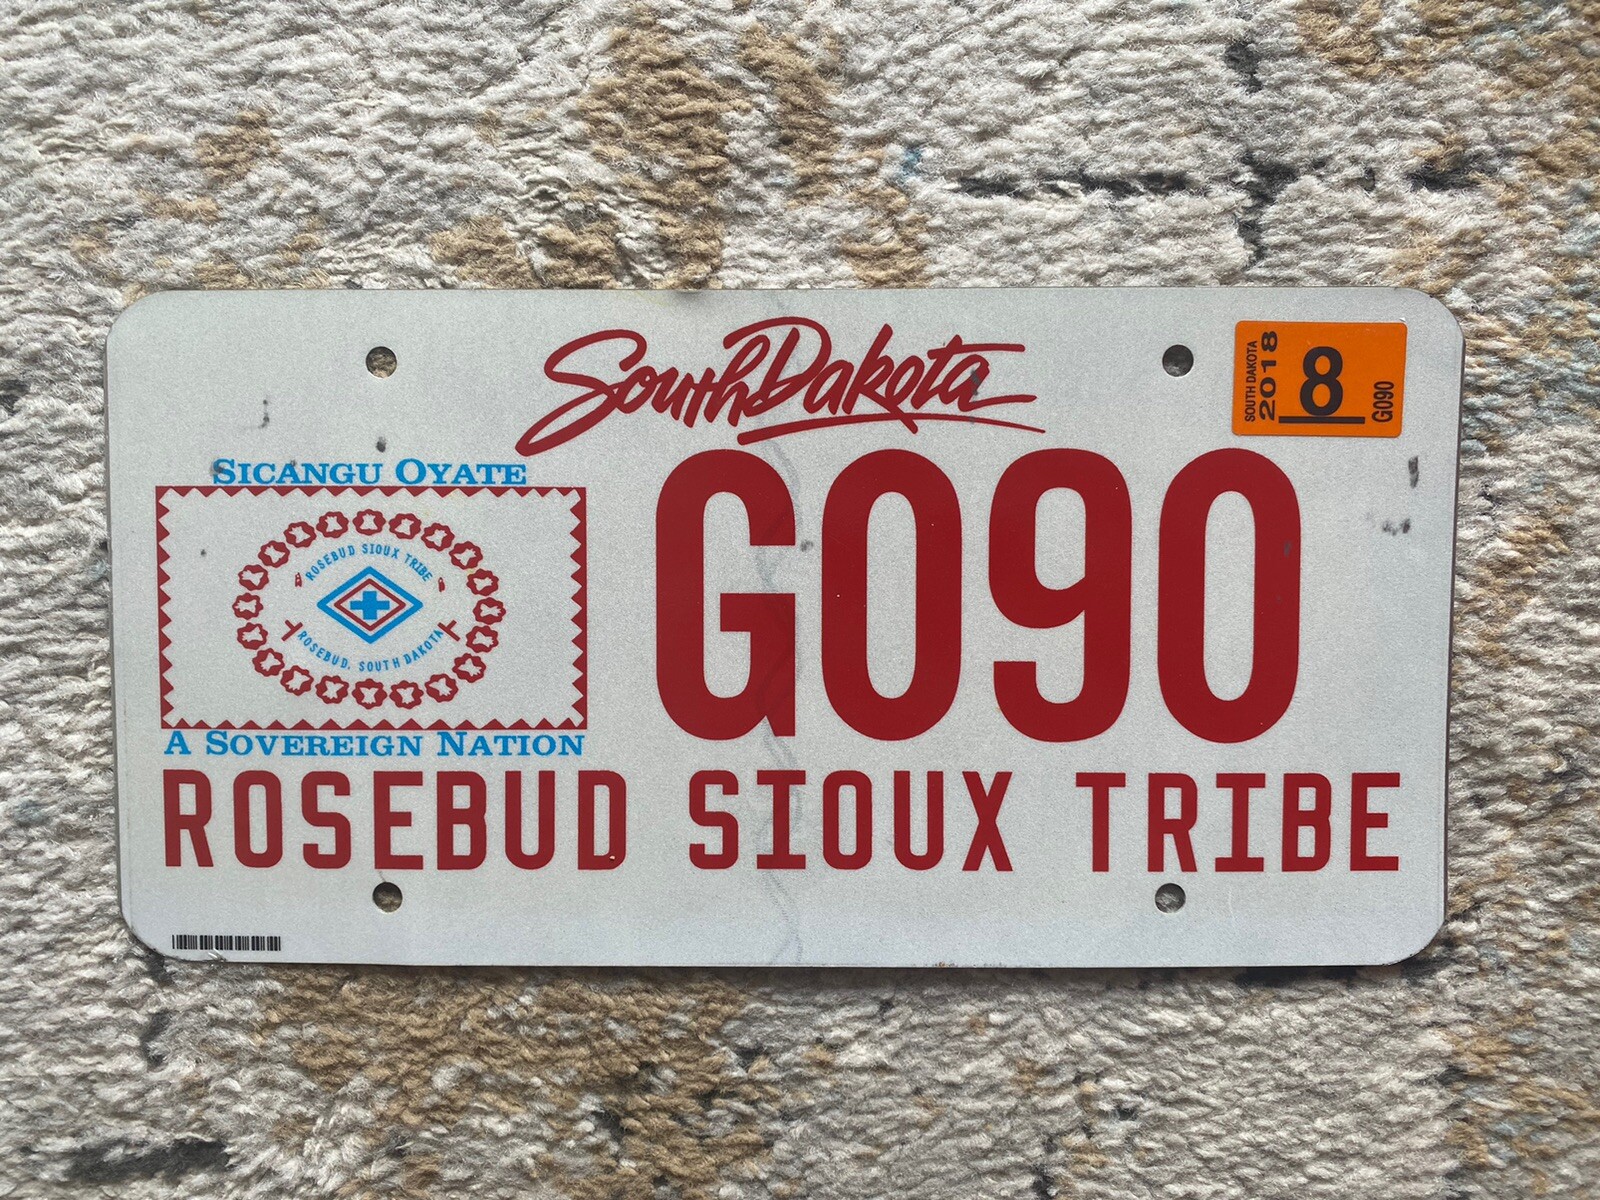 South Dakota
SOUTH DAKOTA
2018
8
G090
SICANGU OYATE
G090
ROSEBUD SIOUX TRIBE
ROSEBUD, SOUTH DAKOTA
A SOVEREIGN NATION
ROSEBUD SIOUX TRIBE